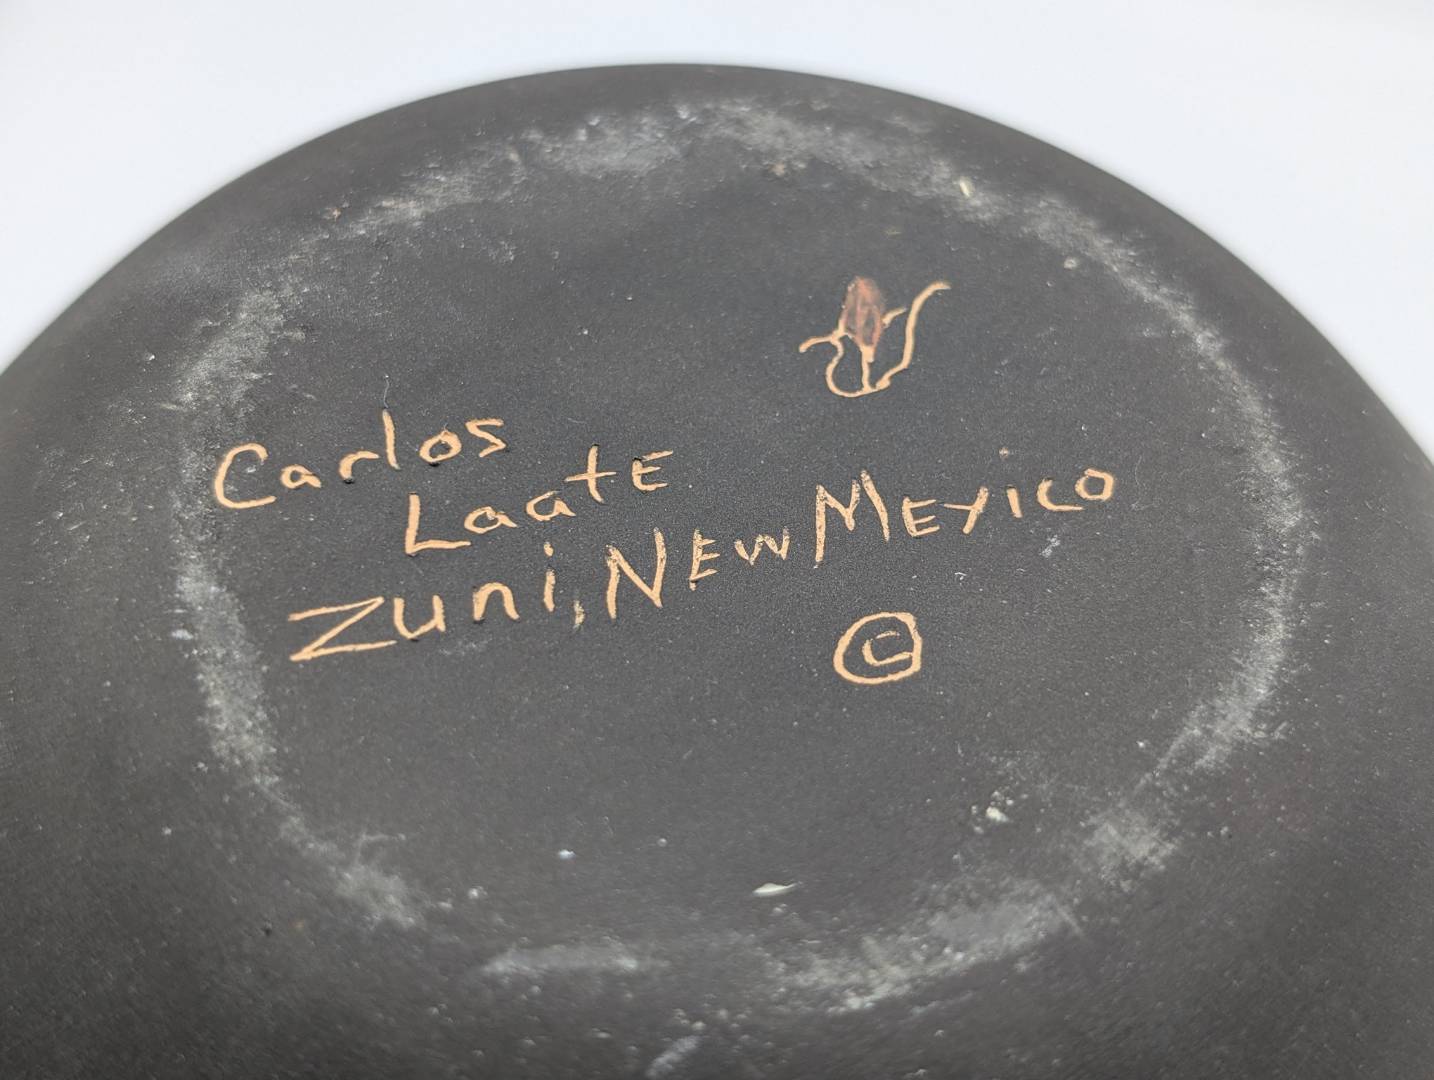 Carlos
LaatE
Zuni, NEw MEXico
©